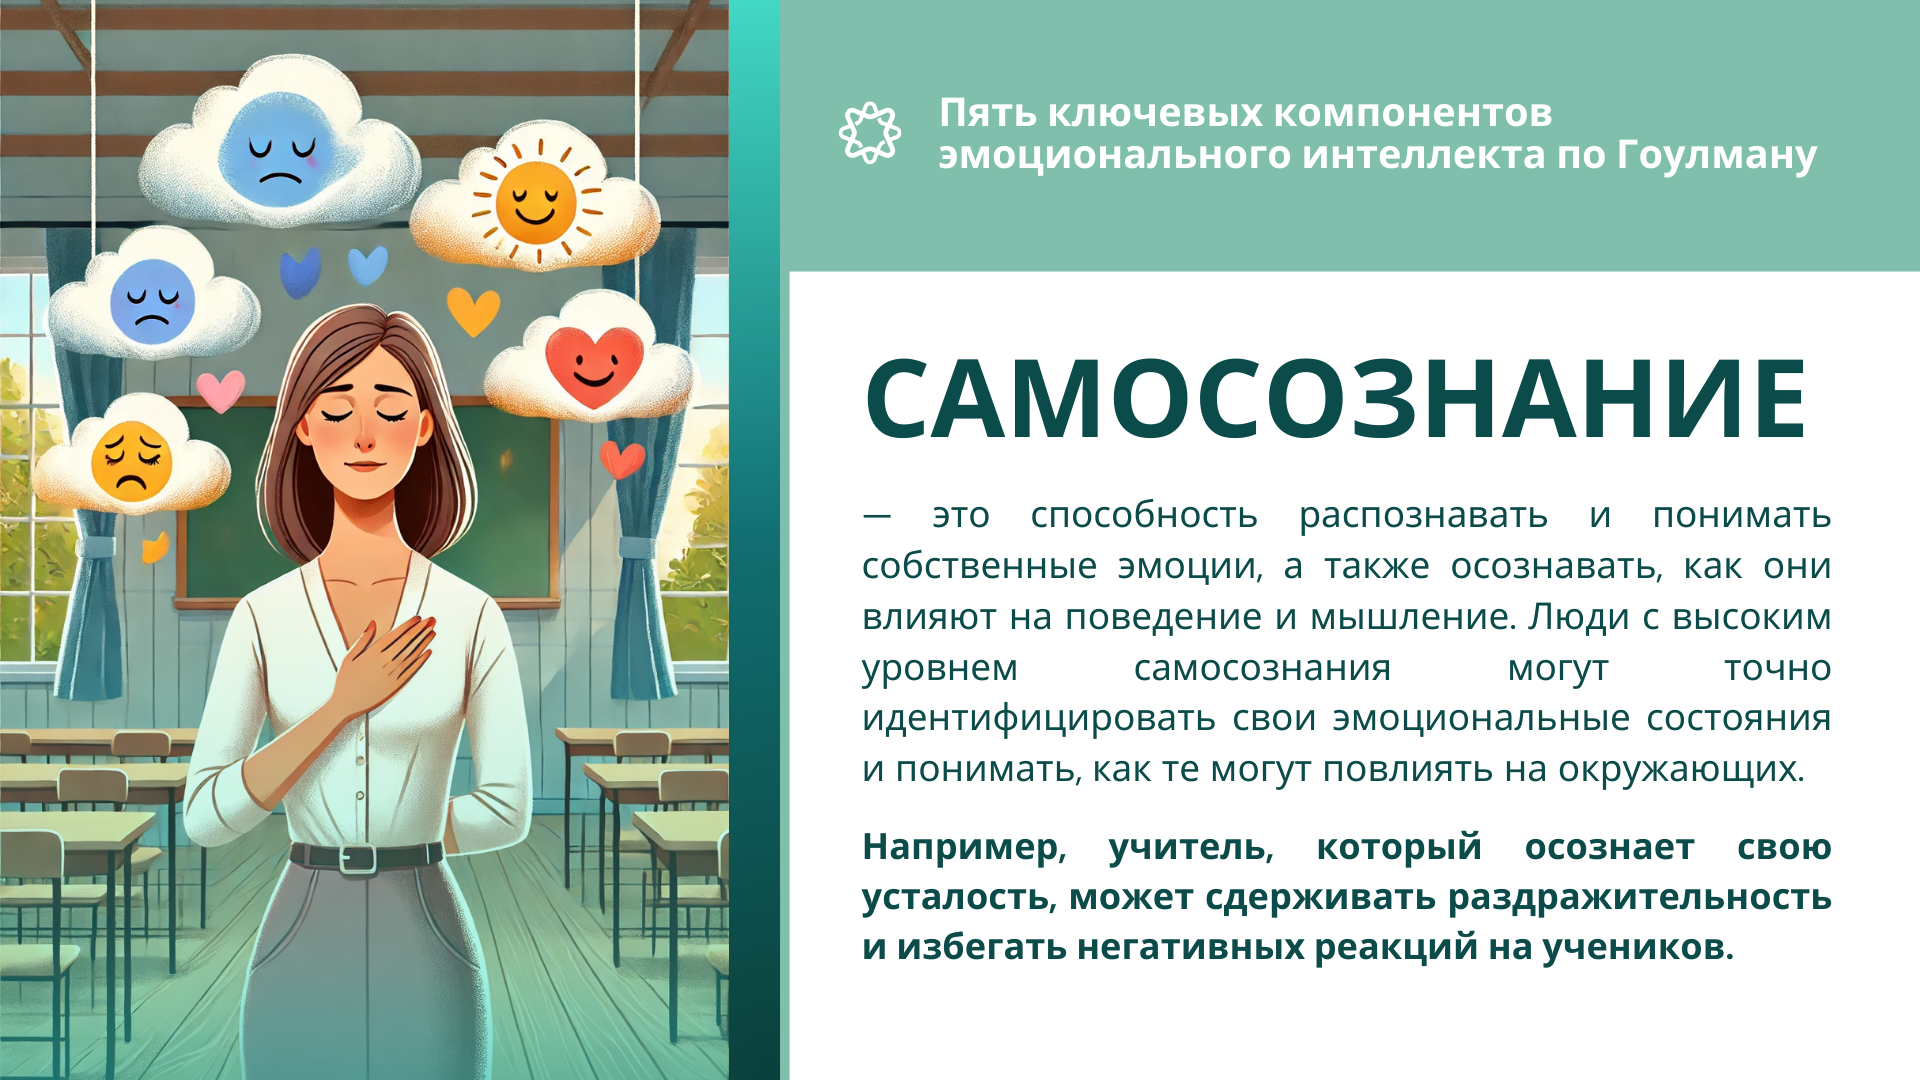 Пять ключевых компонентов
эмоционального интеллекта по Гоулману
САМОСОЗНАНИЕ
— это способность распознавать и понимать
собственные эмоции, а также осознавать, как они
влияют на поведение и мышление. Люди с высоким
уровнем самосознания могут точно
идентифицировать свои эмоциональные состояния
и понимать, как те могут повлиять на окружающих.
Например, учитель, который осознает свою
усталость, может сдерживать раздражительность
и избегать негативных реакций на учеников.